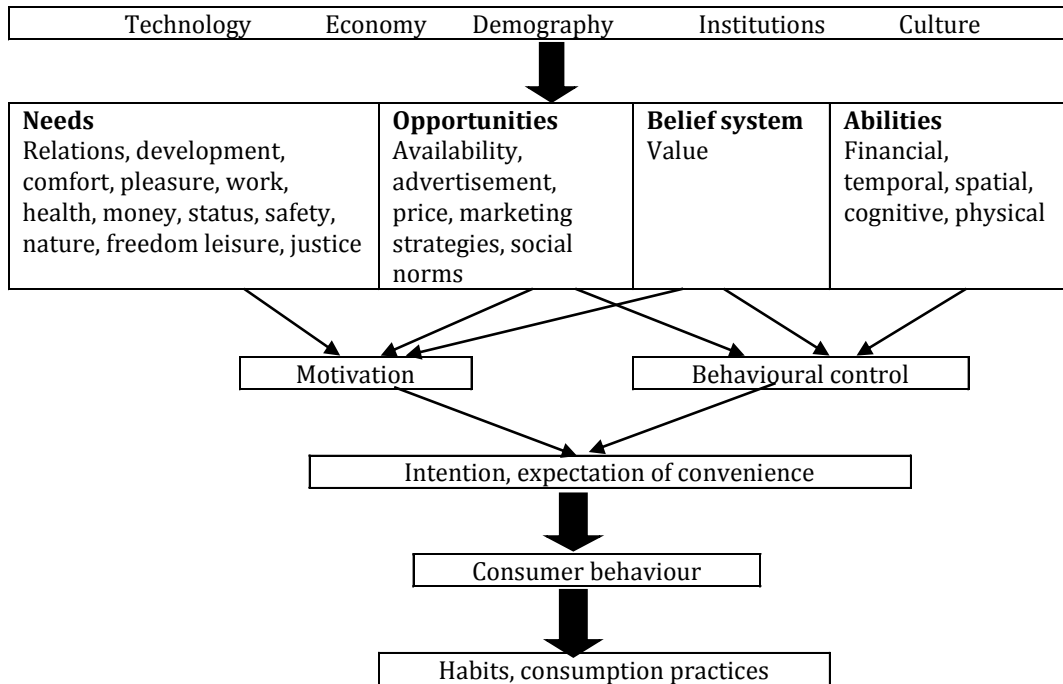 Technology Economy Demography Institutions Culture
Needs
Relations, development,
comfort, pleasure, work,
health, money, status, safety,
nature, freedom leisure, justice
Opportunities
Availability,
advertisement,
price, marketing
strategies, social
norms
Belief system
Value
Abilities
Financial,
temporal, spatial,
cognitive, physical
Motivation
Behavioural control
Intention, expectation of convenience
Consumer behaviour
Habits, consumption practices